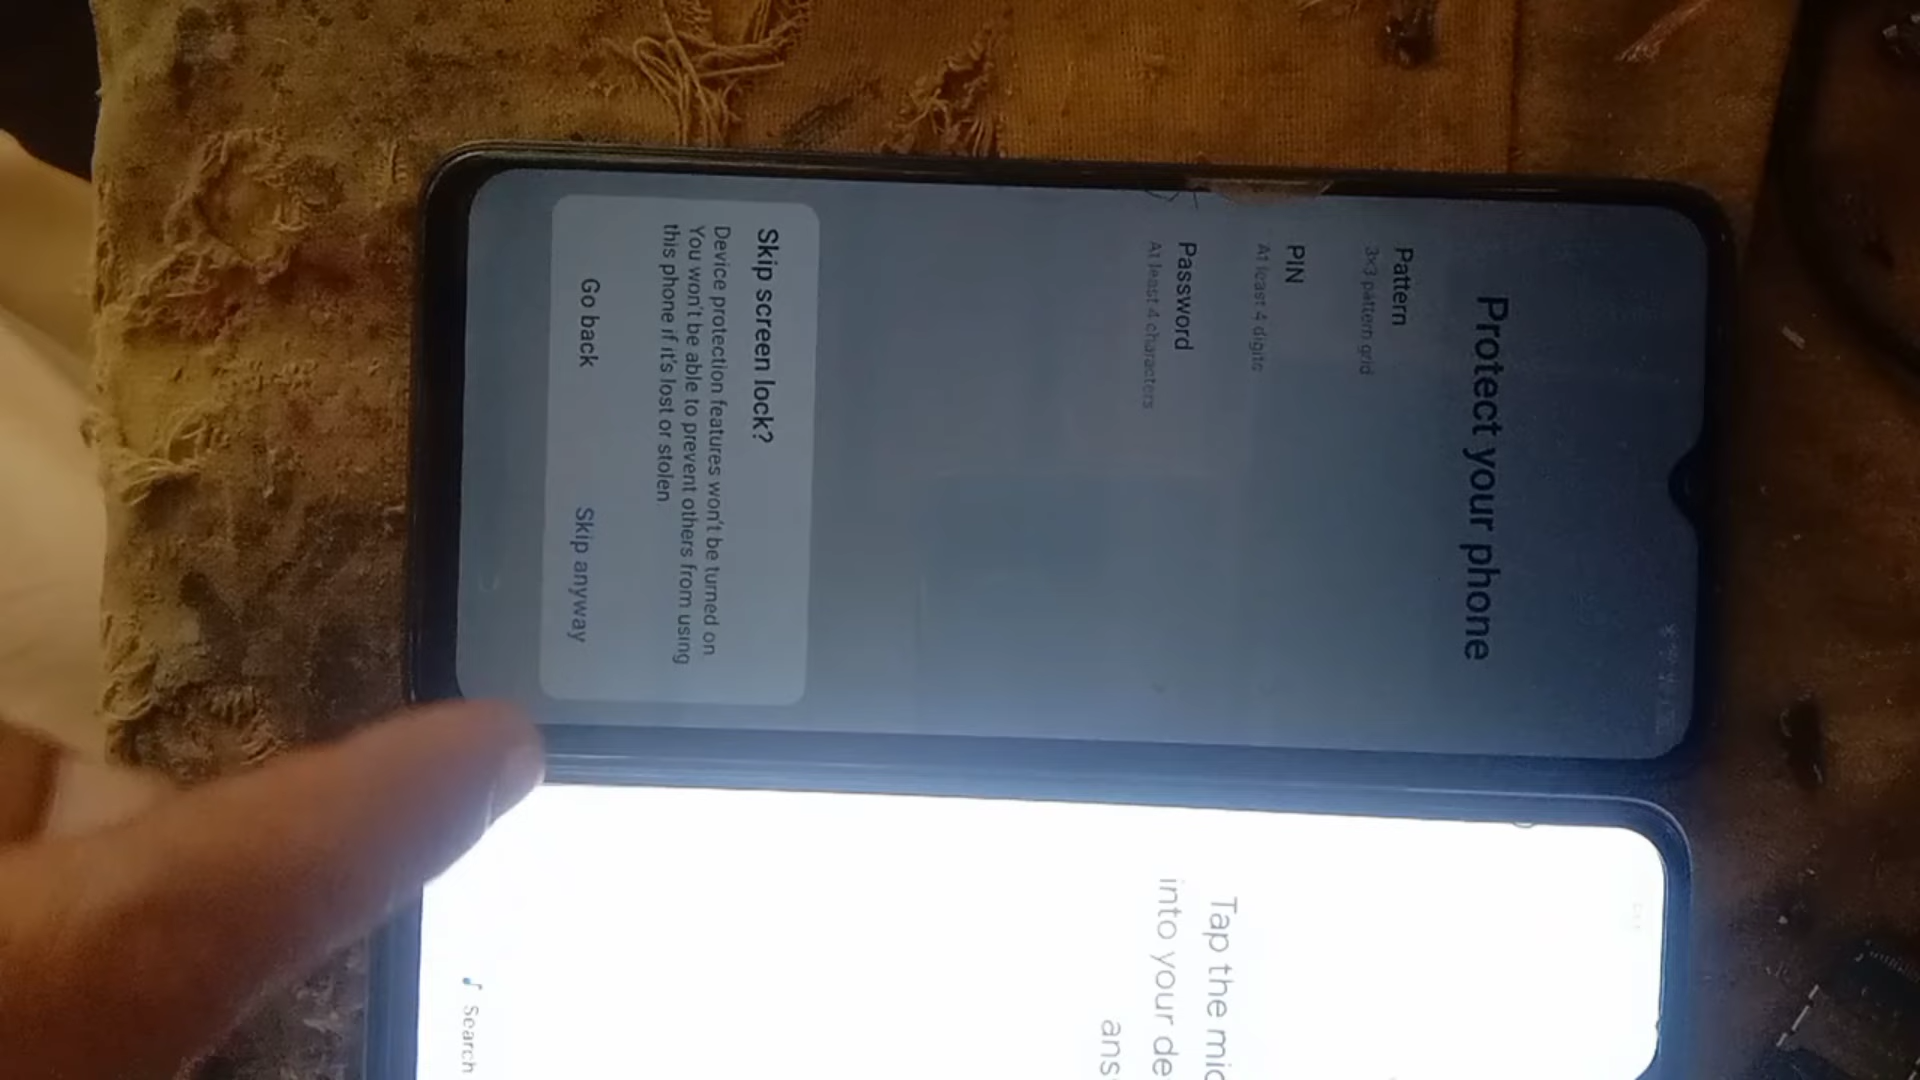 Protect your phone
Pattern
3×3 pattern grid
PIN
At least 4 digits
Password
At least 4 characters
Skip screen lock?
Device protection features won't be turned on
You won't be able to prevent others from using
this phone if it's lost or stolen.
Go back
Skip anyway
Tap the mic
into your de
ans
Search